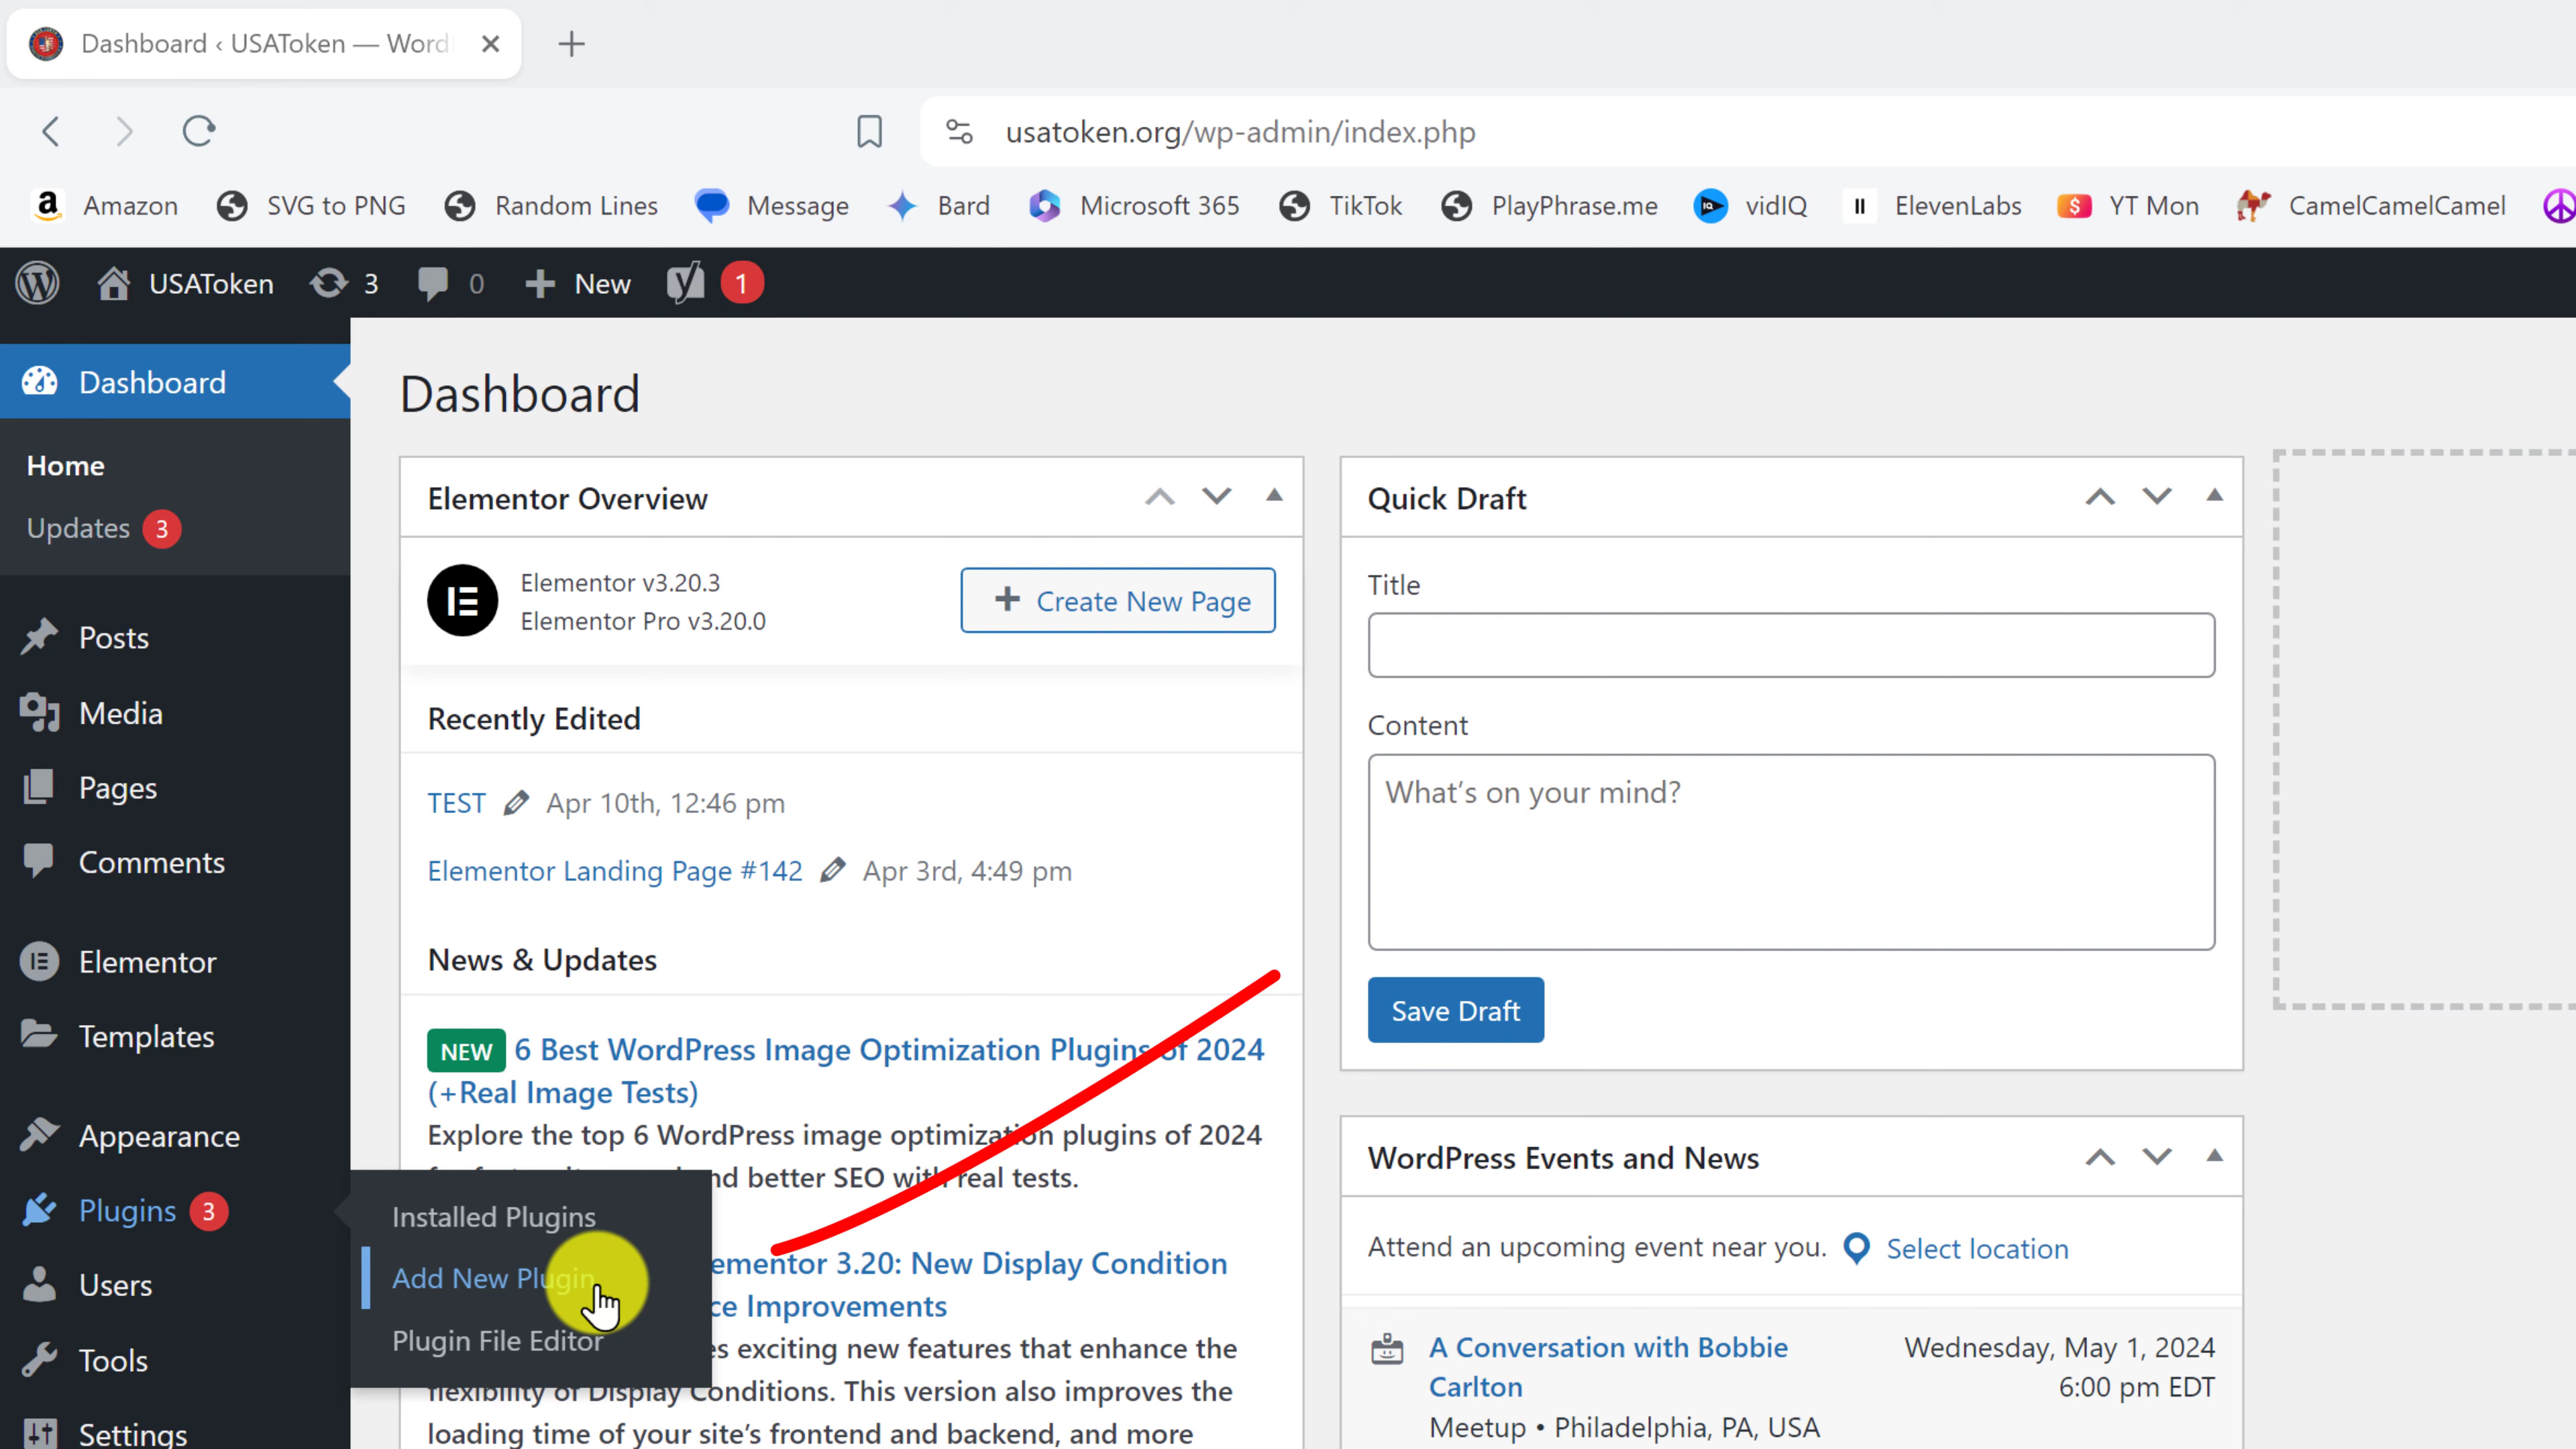 Dashboard ‹ USAToken — Word
usatoken.org/wp-admin/index.php
Amazon
SVG to PNG
Random Lines
Message
Bard
Microsoft 365
TikTok
PlayPhrase.me
vidIQ
ElevenLabs
YT Mon
CamelCamelCamel
USAToken
3
0
New
1
Dashboard
Home
Updates 3
Posts
Media
Pages
Comments
Elementor
Templates
Appearance
Plugins 3
Users
Tools
Settings
Installed Plugins
Add New Plugin
Plugin File Editor
Dashboard
Elementor Overview
Elementor v3.20.3
Elementor Pro v3.20.0
Create New Page
Recently Edited
TEST Apr 10th, 12:46 pm
Elementor Landing Page #142 Apr 3rd, 4:49 pm
News & Updates
NEW 6 Best WordPress Image Optimization Plugins of 2024
(+Real Image Tests)
Explore the top 6 WordPress image optimization plugins of 2024
nd better SEO with real tests.
ementor 3.20: New Display Condition
ce Improvements
es exciting new features that enhance the
flexibility of Display Conditions. This version also improves the
loading time of your site's frontend and backend, and more
Quick Draft
Title
Content
What's on your mind?
Save Draft
WordPress Events and News
Attend an upcoming event near you. Select location
A Conversation with Bobbie Wednesday, May 1, 2024
Carlton 6:00 pm EDT
Meetup • Philadelphia, PA, USA